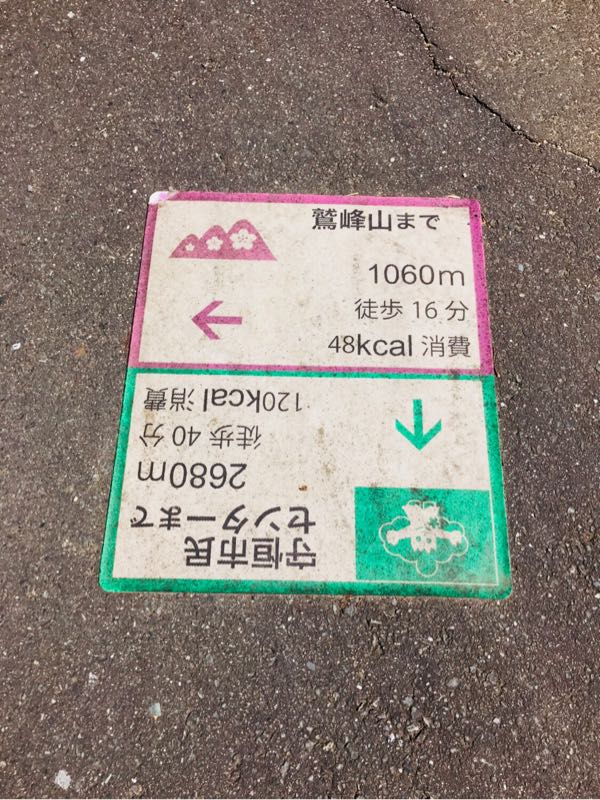 鷲峰山まで
1060m
徒歩 16 分
48kcal 消費
守恒市民
センターまで
2680m
徒歩 40 分
120kcal 消費